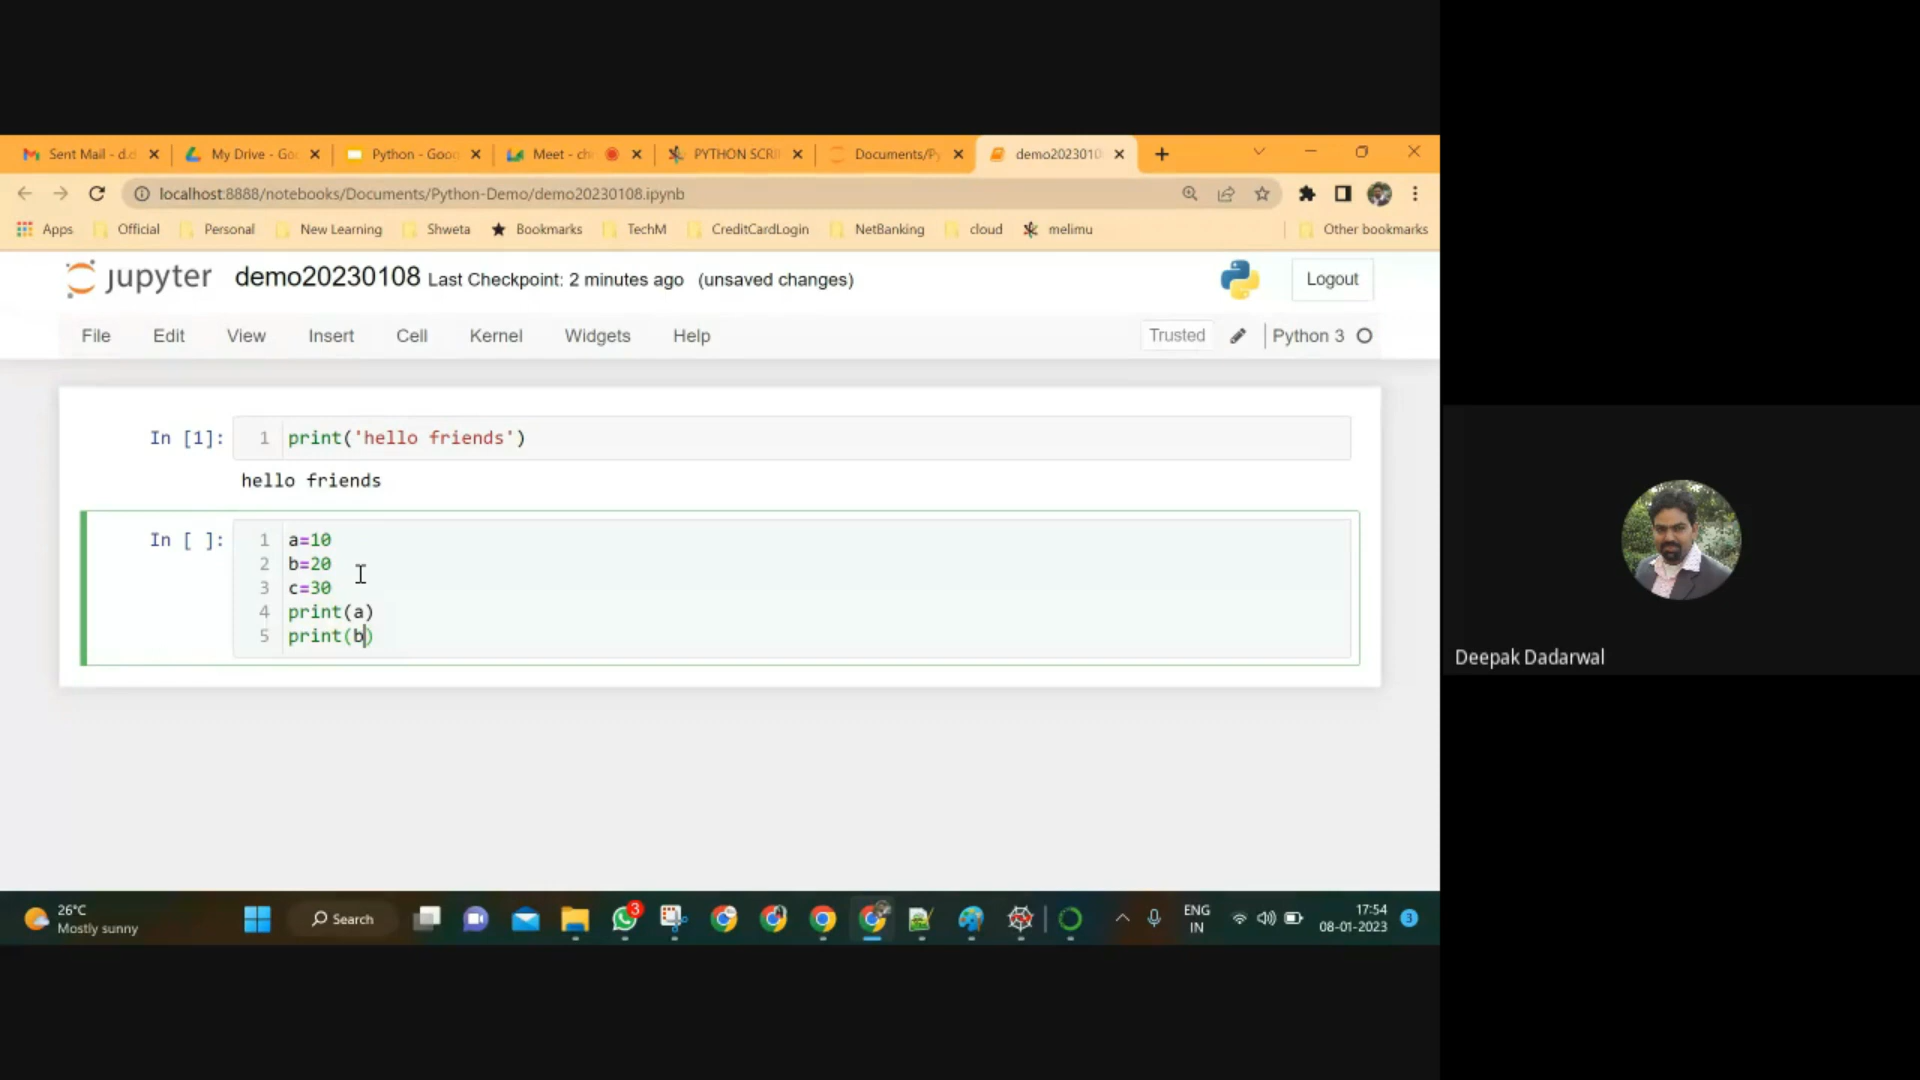 Sent Mail - d.d
My Drive - Goo
Python - Goog
Meet - ch
PYTHON SCRI
Documents/Py
demo2023010
localhost:8888/notebooks/Documents/Python-Demo/demo20230108.ipynb
Apps
Official
Personal
New Learning
Shweta
Bookmarks
TechM
CreditCardLogin
NetBanking
cloud
melimu
Other bookmarks
jupyter demo20230108 Last Checkpoint: 2 minutes ago (unsaved changes)
Logout
File Edit View Insert Cell Kernel Widgets Help
Trusted
Python 3
In [1]: 1 print('hello friends')
hello friends
In [ ]: 1 a=10
2 b=20
3 c=30
4 print(a)
5 print(b)
Deepak Dadarwal
26°C
Mostly sunny
Search
3
ENG
IN
17:54
08-01-2023
3